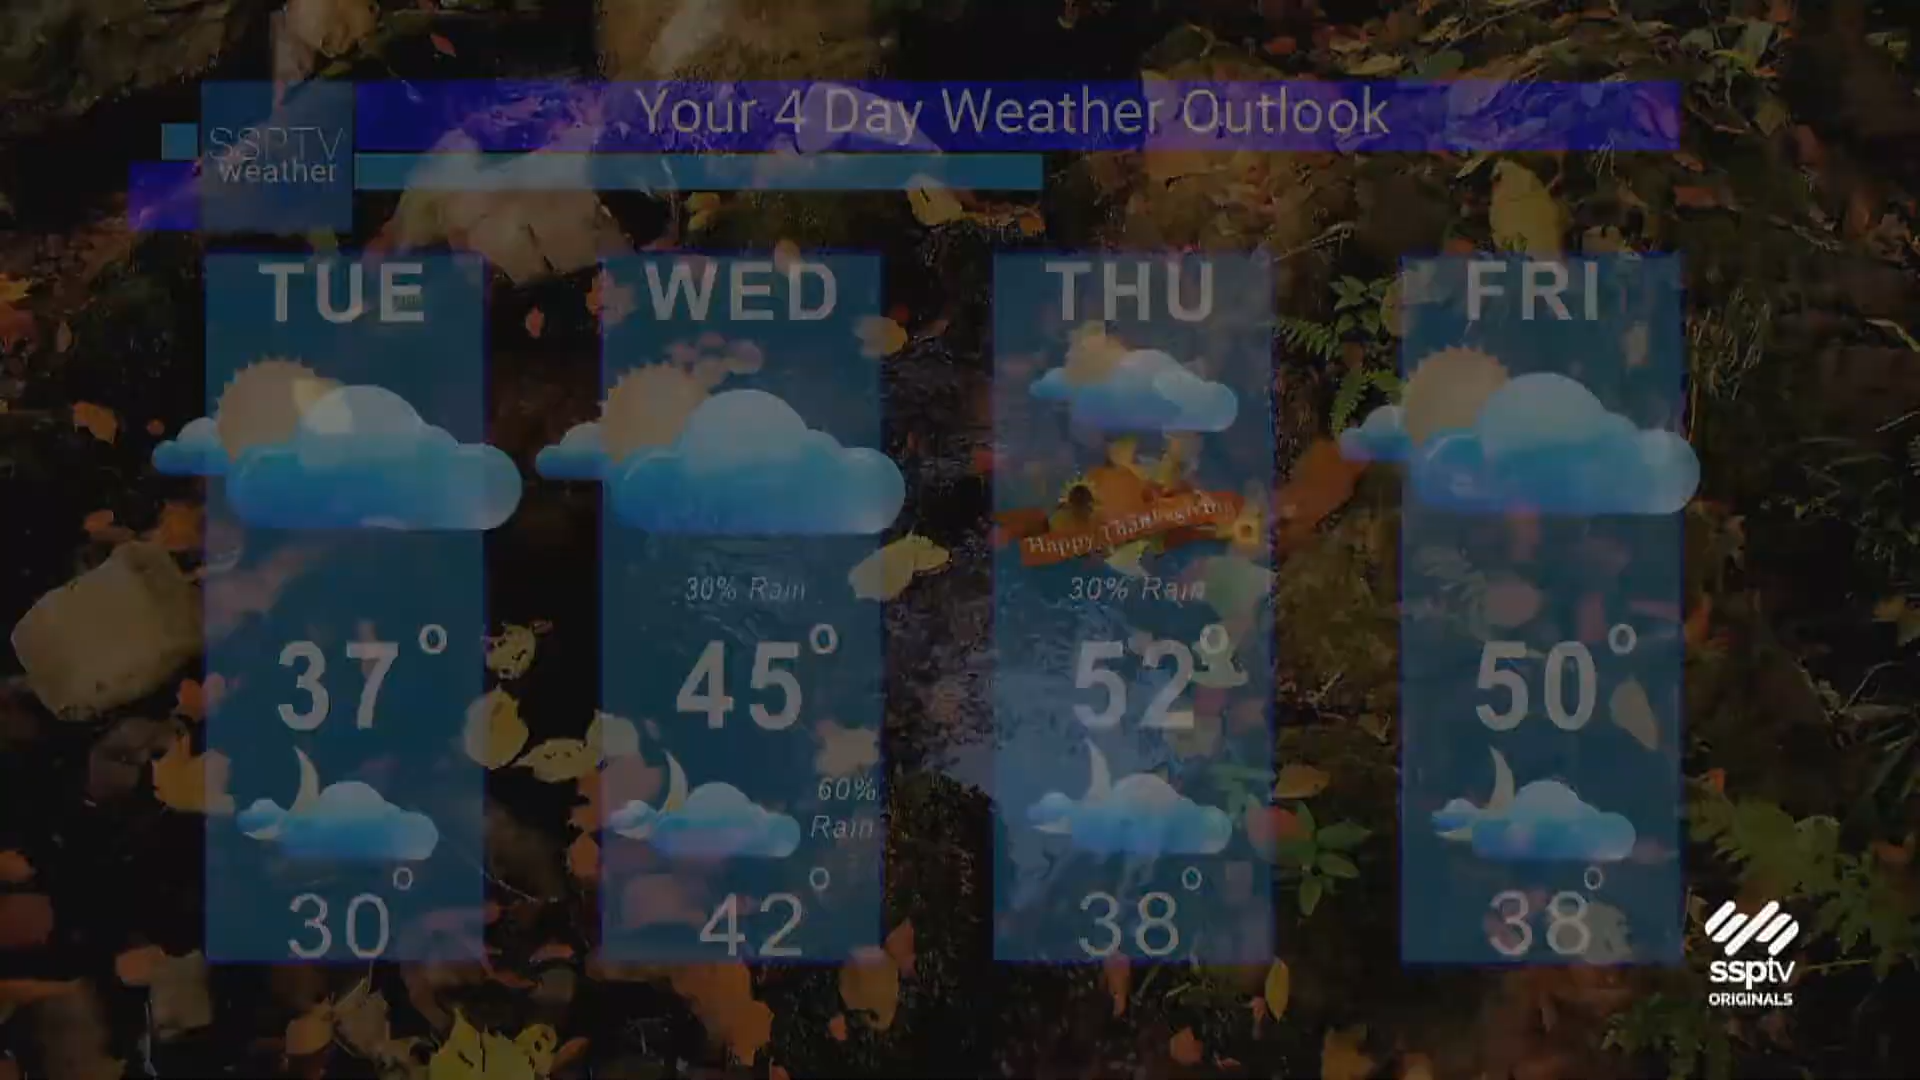 Your 4 Day Weather Outlook
SSPTV
weather
TUE
WED
THU
FRI
Happy Thanksgiving
30% Rain
30% Rain
37°
45°
52°
50°
60%
Rain
30°
42°
38°
38°
ssptv
ORIGINALS